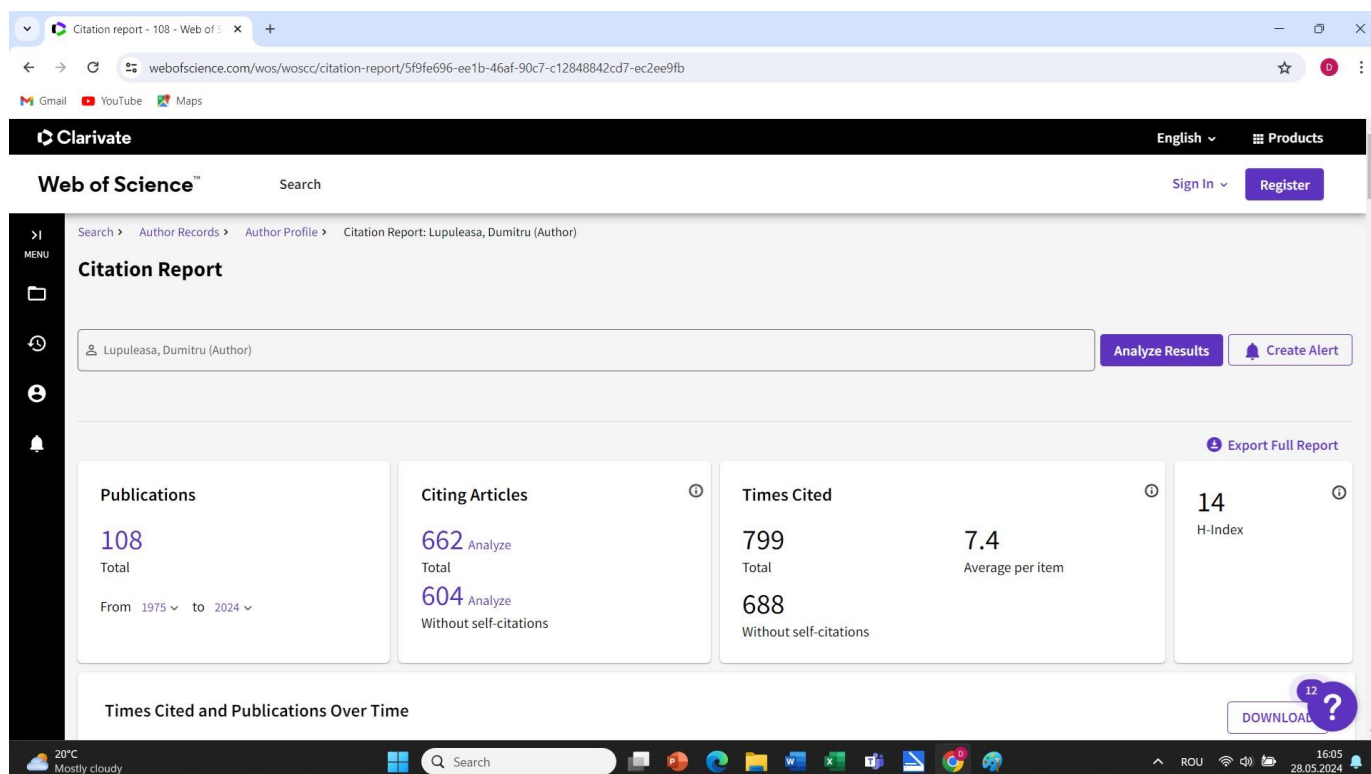 Citation report - 108 - Web of S
webofscience.com/wos/woscc/citation-report/5f9fe696-ee1b-46af-90c7-c12848842cd7-ec2ee9fb
D
Gmail YouTube Maps
Clarivate English Products
Web of Science™ Search Sign In Register
MENU
Search > Author Records > Author Profile > Citation Report: Lupuleasa, Dumitru (Author)
Citation Report
Lupuleasa, Dumitru (Author) Analyze Results Create Alert
Export Full Report
Publications
108
Total
From 1975 to 2024
Citing Articles
662 Analyze
Total
604 Analyze
Without self-citations
Times Cited
799
Total
7.4
Average per item
688
Without self-citations
14
H-Index
Times Cited and Publications Over Time
12
?
DOWNLOA
20°C
Mostly cloudy
Search
ROU
16:05
28.05.2024